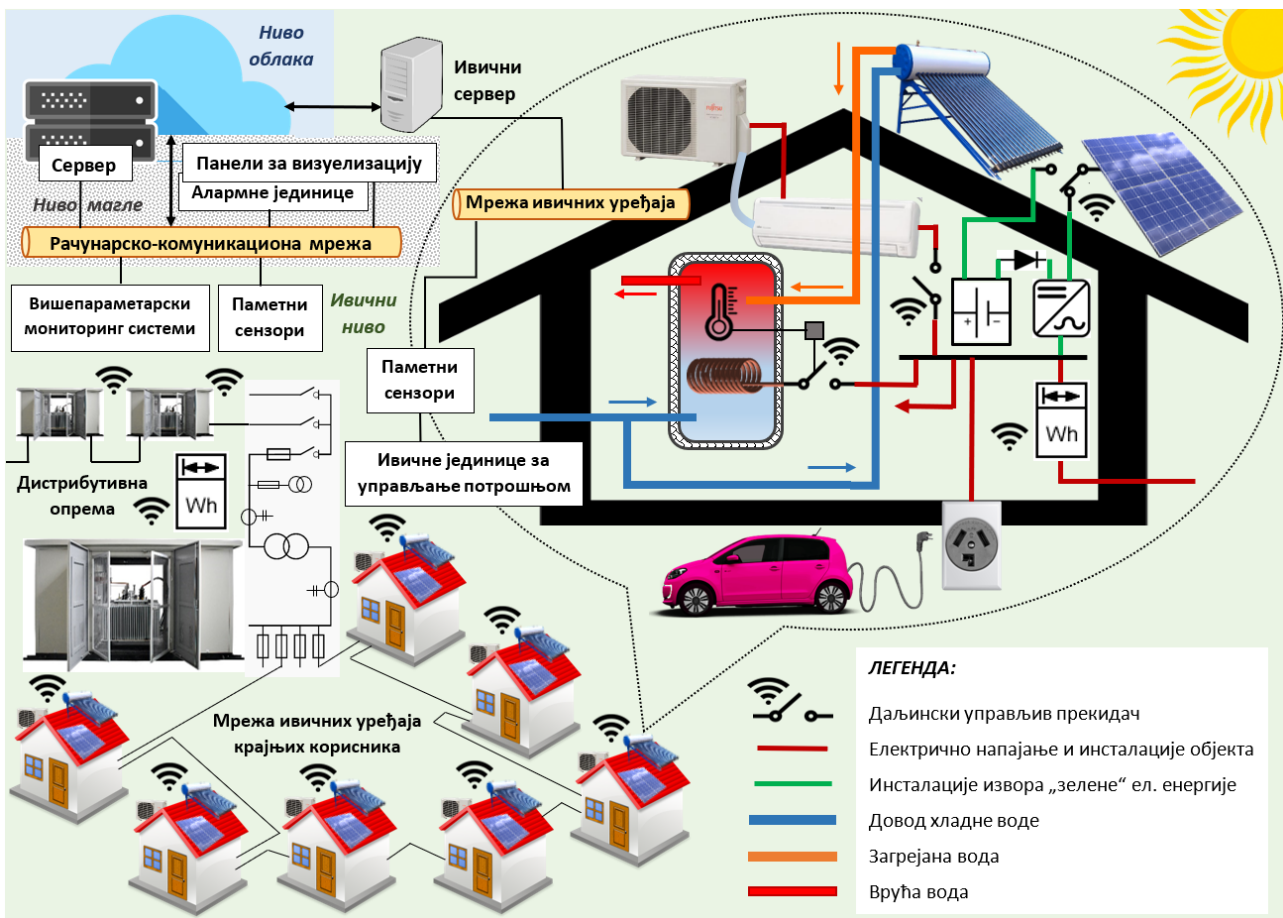 Ниво
облака
Ивични
сервер
Сервер
Панели за визуелизацију
Алармне јединице
Ниво магле
Рачунарско-комуникациона мрежа
Мрежа ивичних уређаја
Вишепараметарски
мониторинг системи
Паметни
сензори
Ивични
ниво
Паметни
сензори
Ивичне јединице за
управљање потрошњом
Дистрибутивна
опрема
Wh
Wh
Мрежа ивичних уређаја
крајњих корисника
ЛЕГЕНДА:
Даљински управљив прекидач
Електрично напајање и инсталације објекта
Инсталације извора „зелене“ ел. енергије
Довод хладне воде
Загрејана вода
Врућа вода